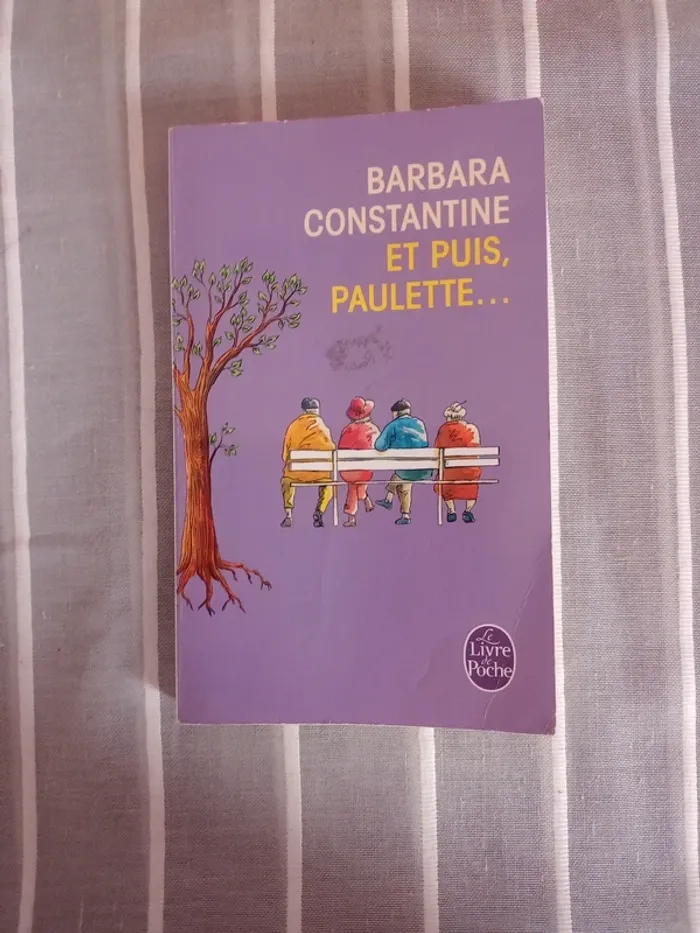 BARBARA
CONSTANTINE
ET PUIS,
PAULETTE...
Le
Livre
de
Poche